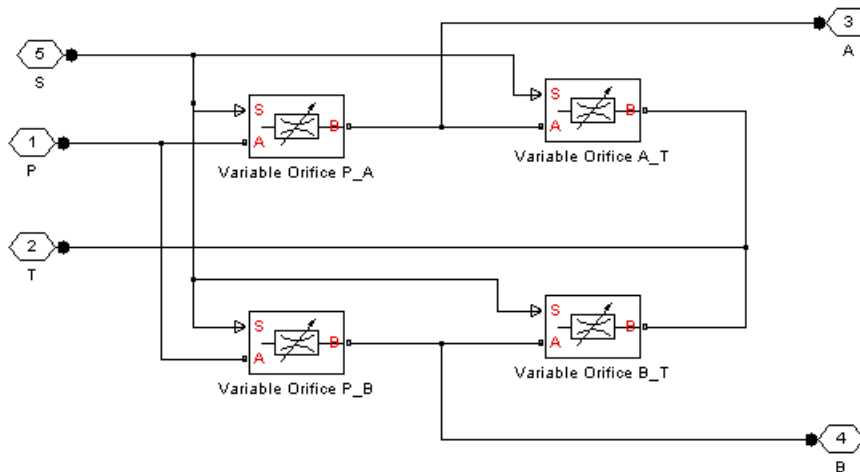 3
A
5
S
S
A
B
Variable Orifice P_A
S
A
B
Variable Orifice A_T
1
P
2
T
S
A
B
Variable Orifice P_B
S
A
B
Variable Orifice B_T
4
B